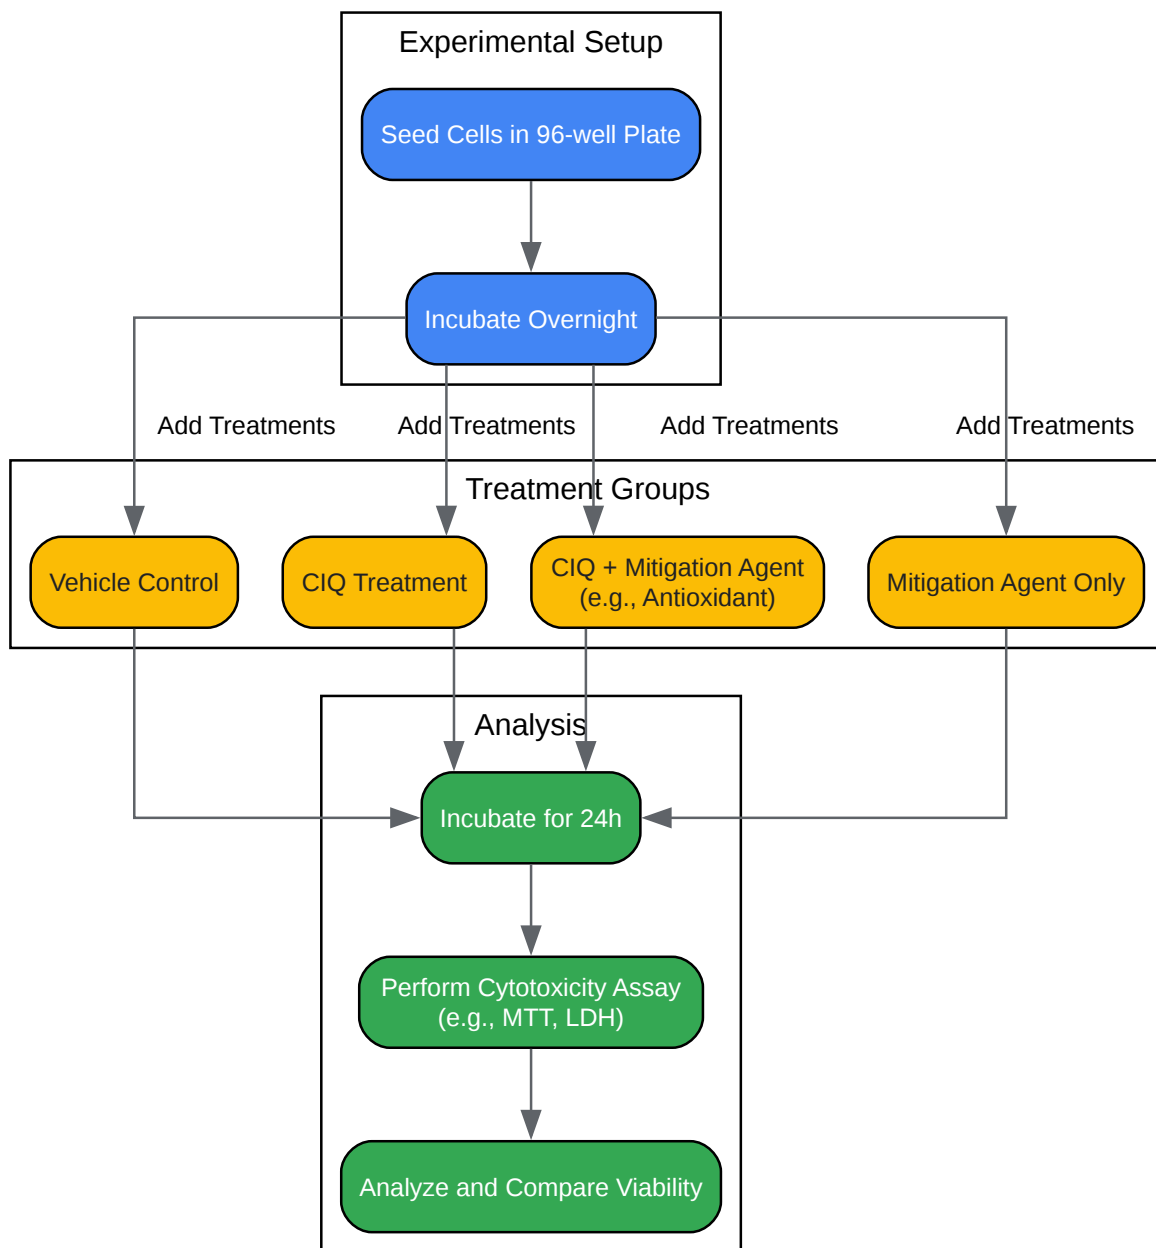 Experimental Setup
Seed Cells in 96-well Plate
Incubate Overnight
Add Treatments
Add Treatments
Add Treatments
Add Treatments
Treatment Groups
Vehicle Control
CIQ Treatment
CIQ + Mitigation Agent
(e.g., Antioxidant)
Mitigation Agent Only
Analysis
Incubate for 24h
Perform Cytotoxicity Assay
(e.g., MTT, LDH)
Analyze and Compare Viability